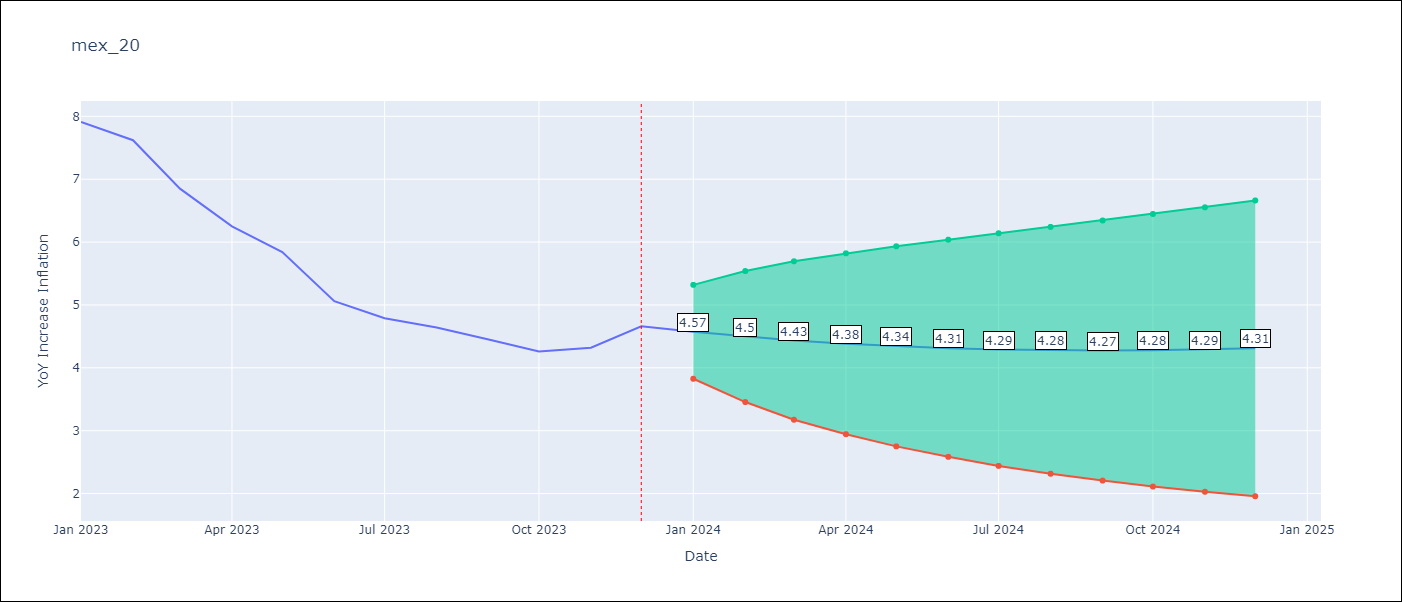 mex_20
YoY Increase Inflation
8
7
6
5
4
3
2
4.57
4.5
4.43
4.38
4.34
4.31
4.29
4.28
4.27
4.28
4.29
4.31
Jan 2023
Apr 2023
Jul 2023
Oct 2023
Jan 2024
Apr 2024
Jul 2024
Oct 2024
Jan 2025
Date